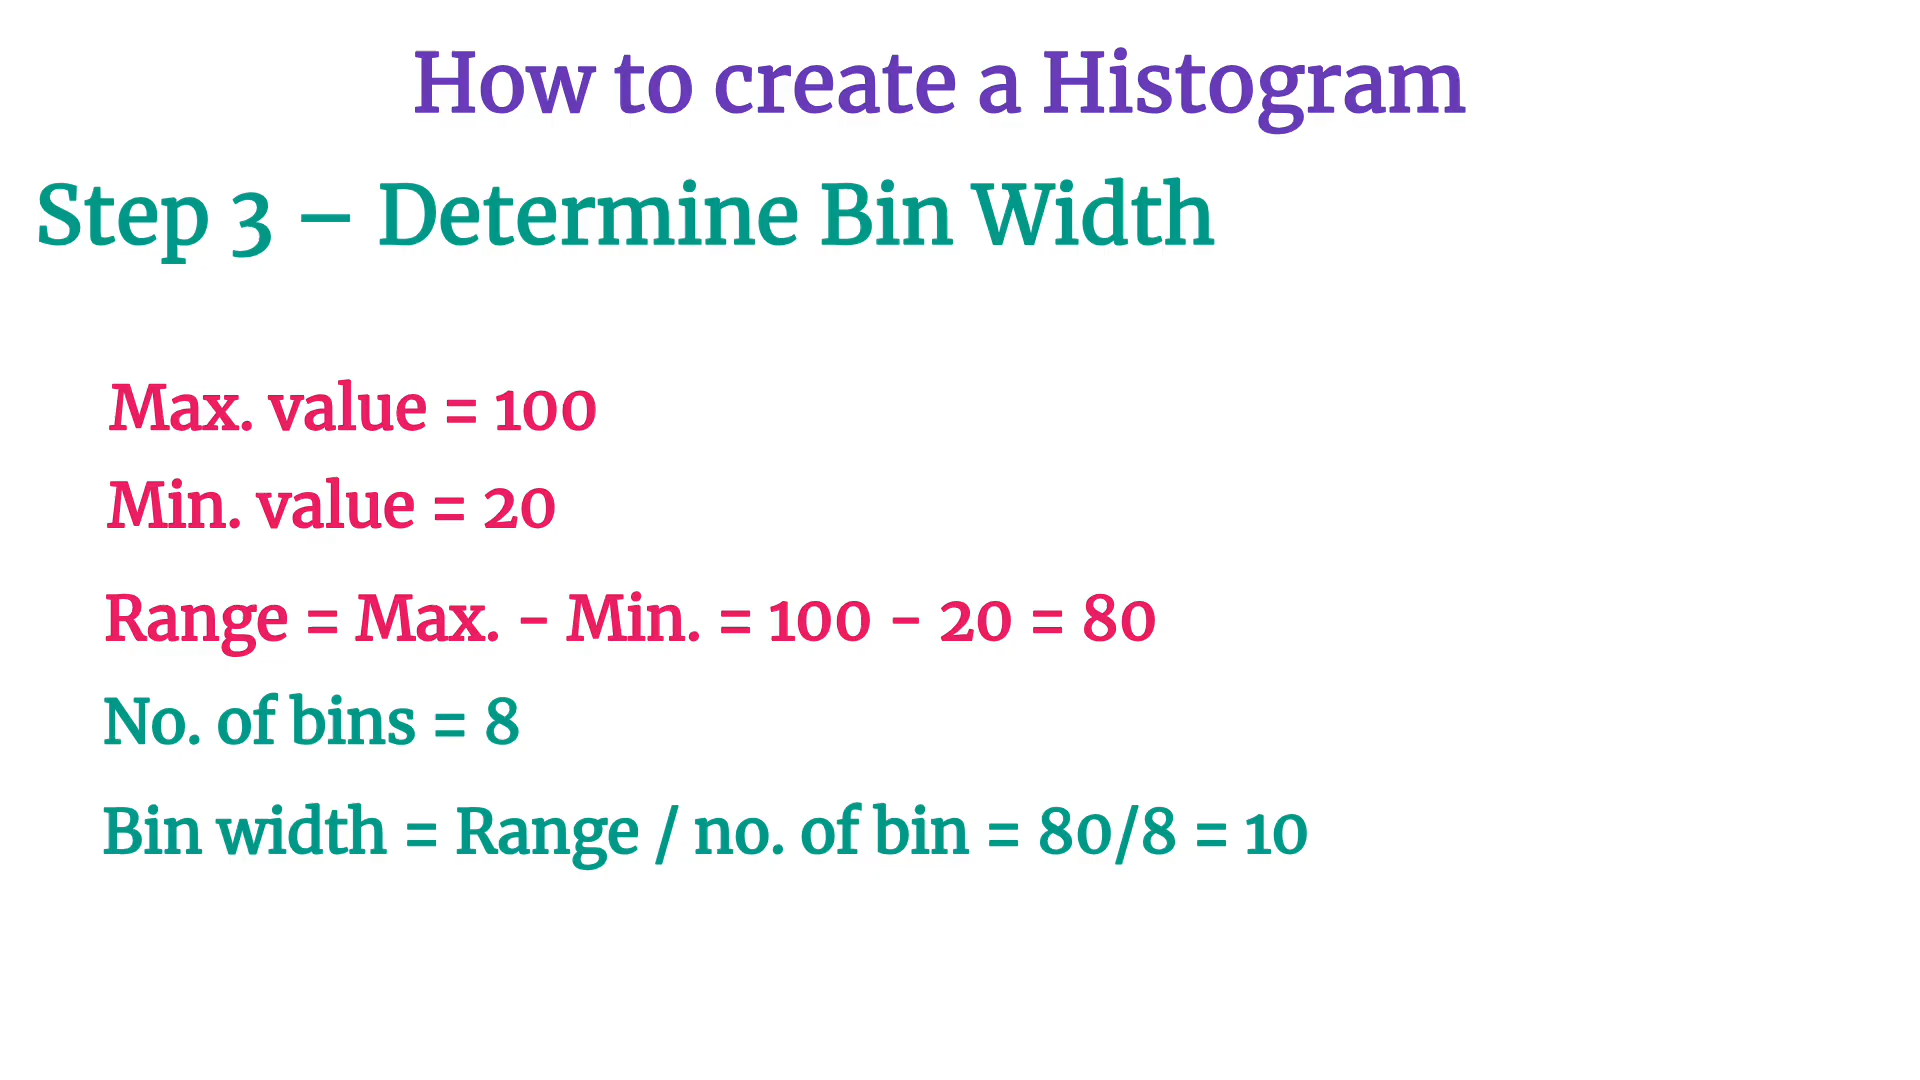 How to create a Histogram
Step 3 – Determine Bin Width
Max. value = 100
Min. value = 20
Range = Max. - Min. = 100 - 20 = 80
No. of bins = 8
Bin width = Range / no. of bin = 80/8 = 10